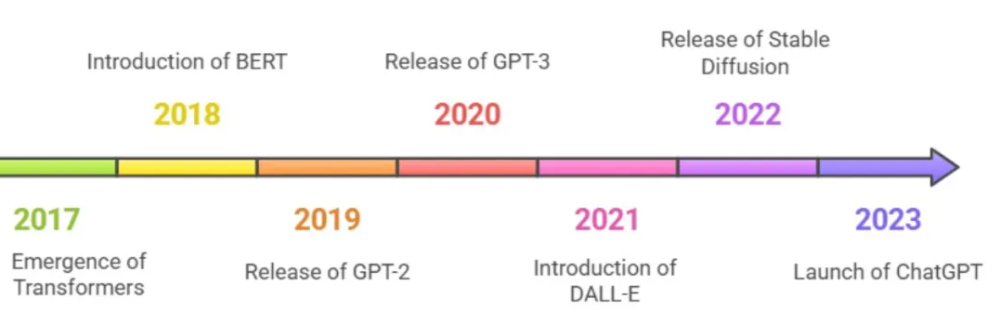 Introduction of BERT
2018
Release of GPT-3
2020
Release of Stable
Diffusion
2022
2017
Emergence of
Transformers
2019
Release of GPT-2
2021
Introduction of
DALL-E
2023
Launch of ChatGPT